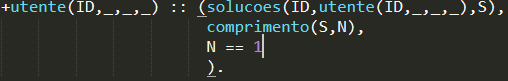 +utente(ID,_,_,_) :: (solucoes(ID,utente(ID,_,_,_),S),
comprimento(S,N),
N == 1
).